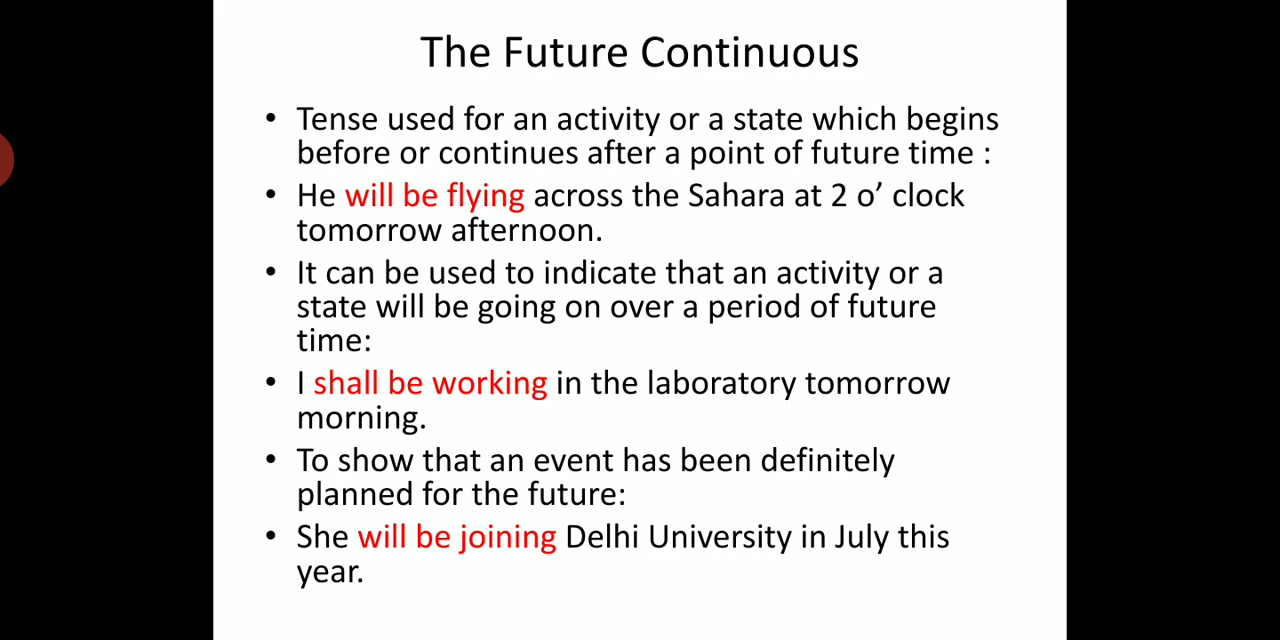 The Future Continuous
• Tense used for an activity or a state which begins
before or continues after a point of future time :
• He will be flying across the Sahara at 2 o’ clock
tomorrow afternoon.
• It can be used to indicate that an activity or a
state will be going on over a period of future
time:
• I shall be working in the laboratory tomorrow
morning.
• To show that an event has been definitely
planned for the future:
• She will be joining Delhi University in July this
year.